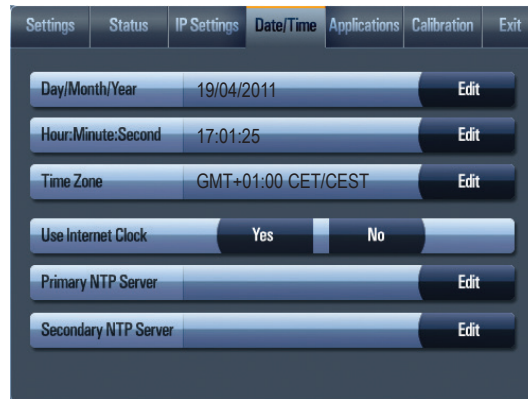 Settings Status IP Settings Date/Time Applications Calibration Exit
Day/Month/Year 19/04/2011 Edit
Hour:Minute:Second 17:01:25 Edit
Time Zone GMT+01:00 CET/CEST Edit
Use Internet Clock Yes No
Primary NTP Server Edit
Secondary NTP Server Edit